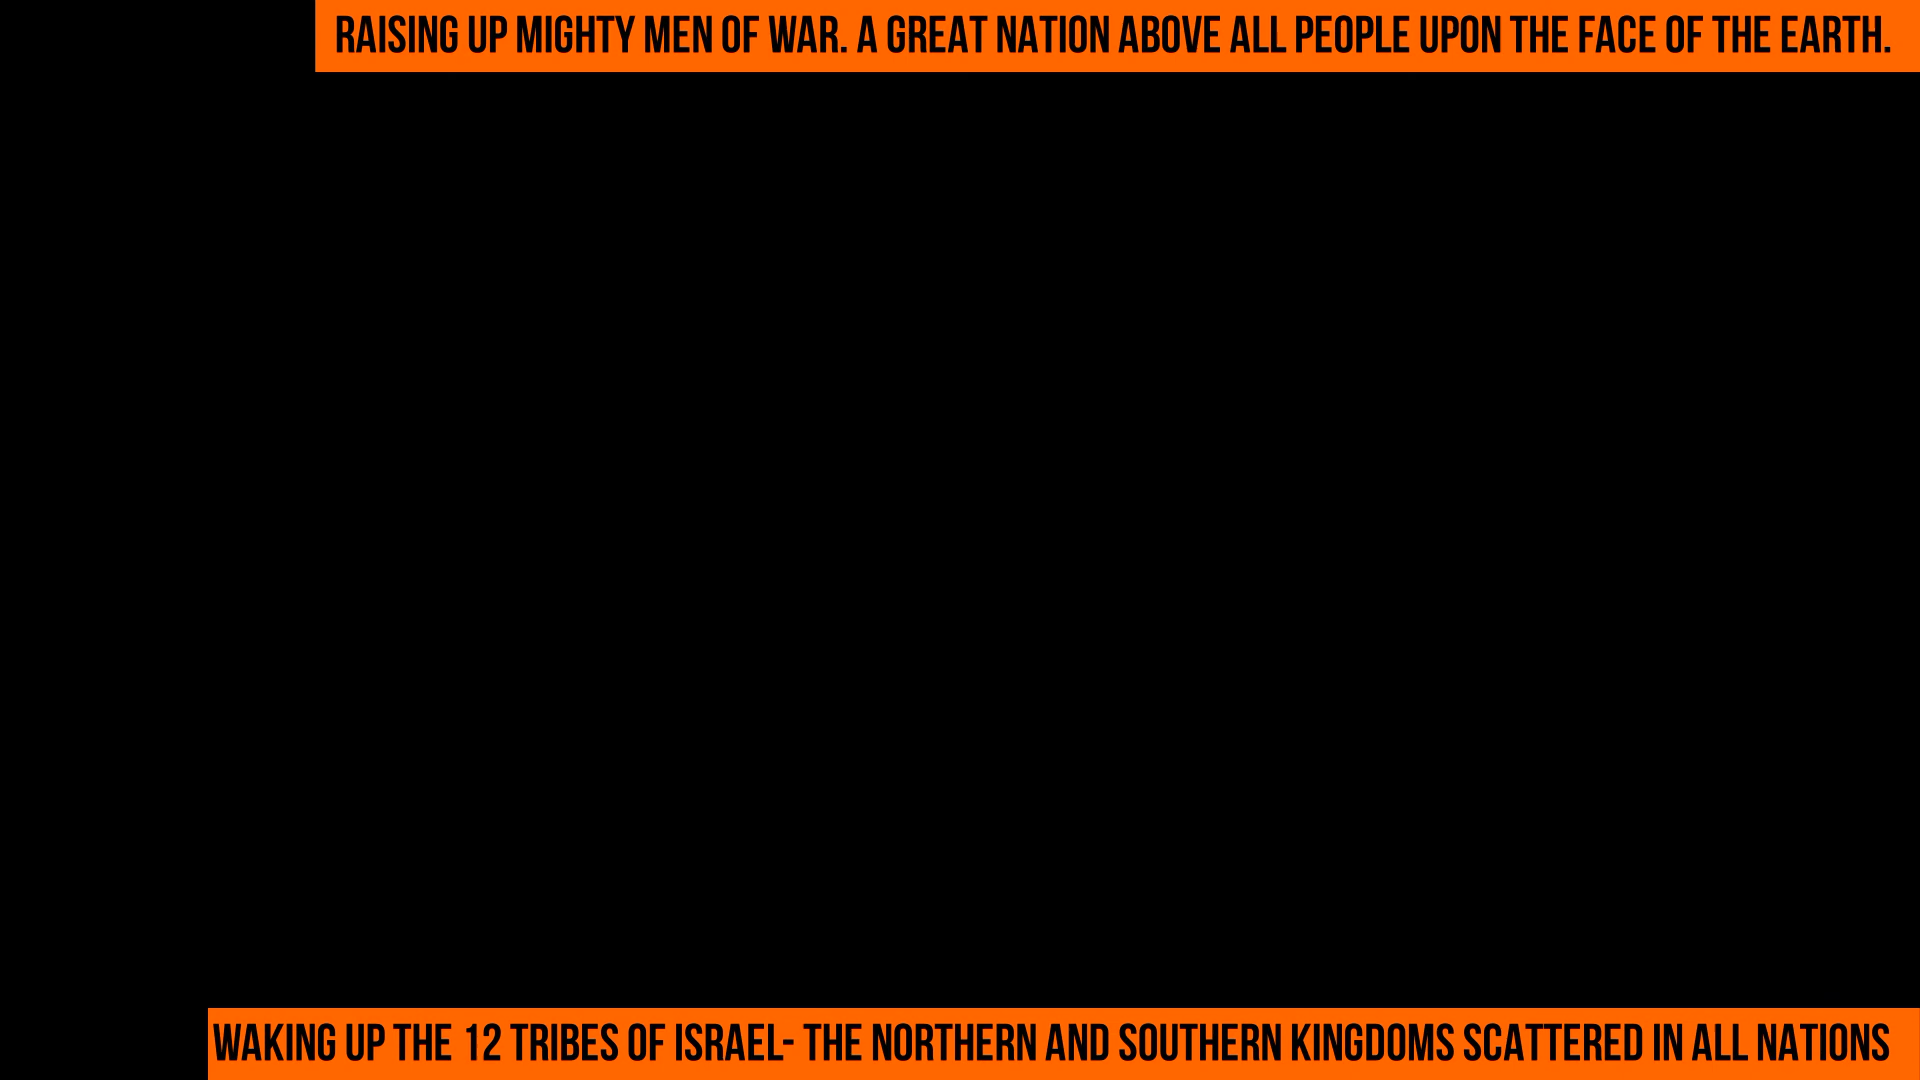 RAISING UP MIGHTY MEN OF WAR. A GREAT NATION ABOVE ALL PEOPLE UPON THE FACE OF THE EARTH.
WAKING UP THE 12 TRIBES OF ISRAEL- THE NORTHERN AND SOUTHERN KINGDOMS SCATTERED IN ALL NATIONS